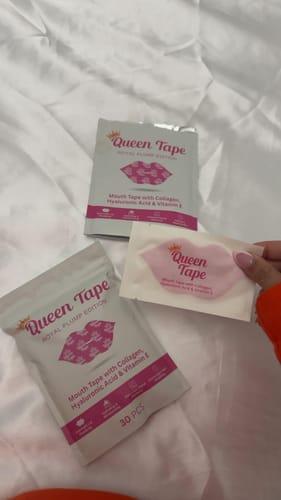 Queen Tape
ROYAL PLUMP EDITION
Mouth Tape with Collagen,
Hyaluronic Acid & Vitamin E
Queen
Tape
Mouth Tape with Collagen,
Hyaluronic Acid & Vitamin E
Queen Tape
ROYAL PLUMP EDITION
Mouth Tape with Collagen,
Hyaluronic Acid & Vitamin E
30 PCS